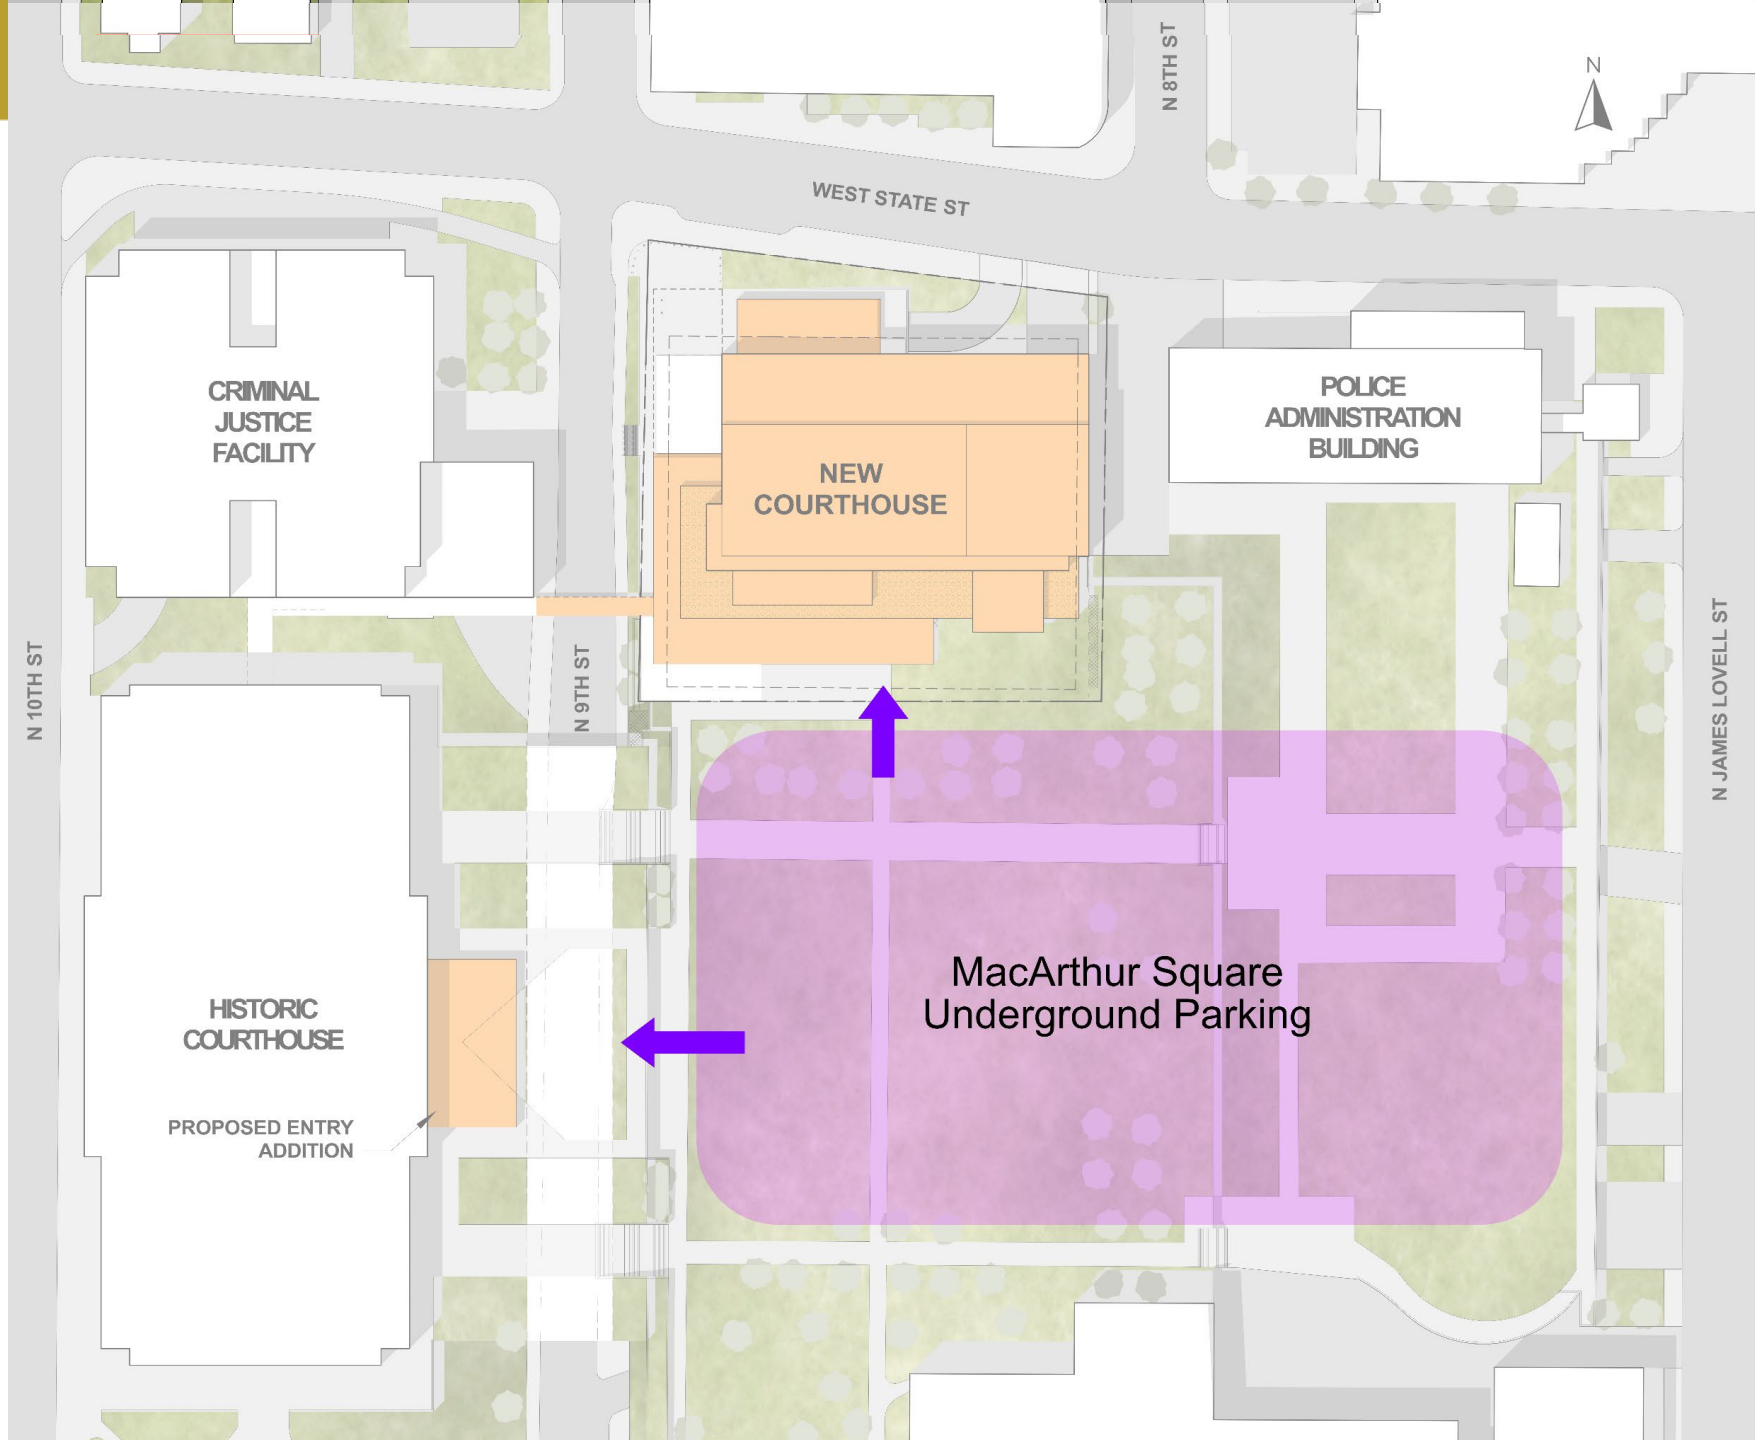 N 8TH ST
N
WEST STATE ST
CRIMINAL
JUSTICE
FACILITY
POLICE
ADMINISTRATION
BUILDING
NEW
COURTHOUSE
N 10TH ST
N 9TH ST
N JAMES LOVELL ST
MacArthur Square
Underground Parking
HISTORIC
COURTHOUSE
PROPOSED ENTRY
ADDITION